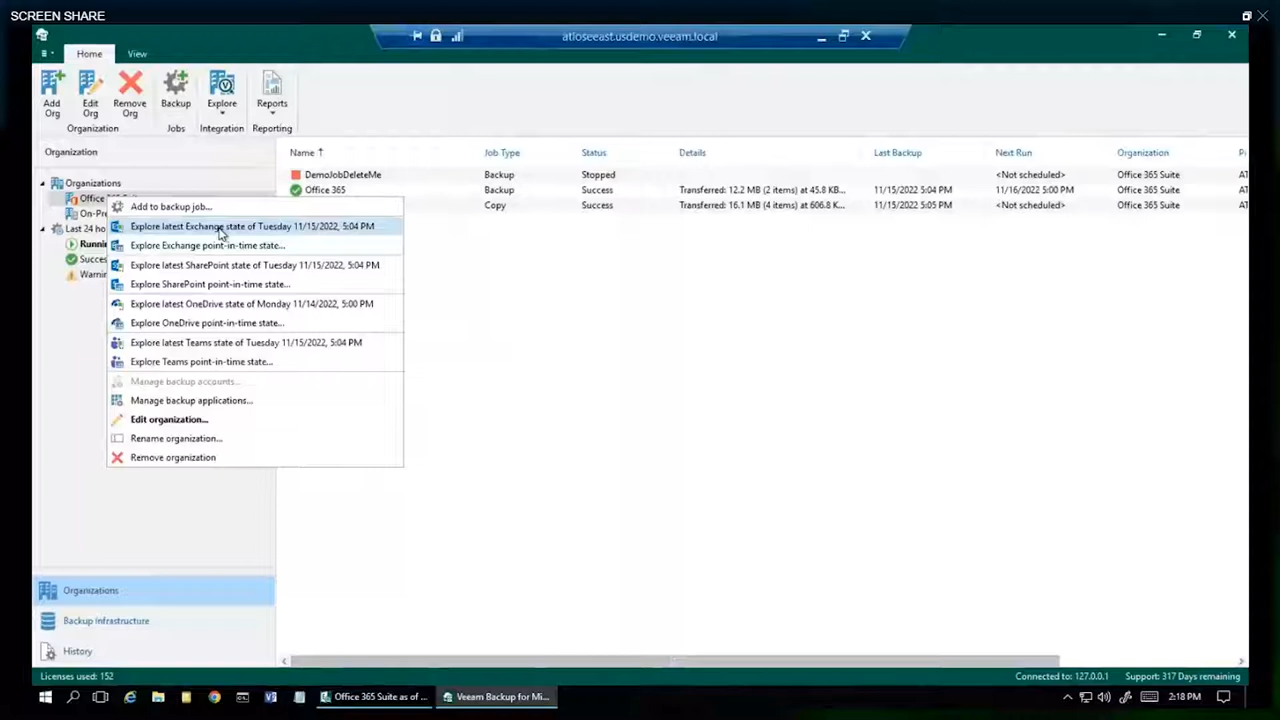 SCREEN SHARE
atloseeast.usdemo.veeam.local
Home
View
Add Org
Edit Org
Remove Org
Backup
Explore
Reports
Organization
Jobs
Integration
Reporting
Organization
Name
Job Type
Status
Details
Last Backup
Next Run
Organization
Organizations
DemoJobDeleteMe
Backup
Stopped
<Not scheduled>
Office 365 Suite
Office 365
Backup
Success
Transferred: 12.2 MB (2 items) at 45.8 KB...
11/15/2022 5:04 PM
11/16/2022 5:00 PM
Office 365 Suite
Copy
Success
Transferred: 16.1 MB (4 items) at 606.8 K...
11/15/2022 5:04 PM
<Not scheduled>
Office 365 Suite
Office
On-Pre
Last 24 ho
Runni
Succe
Warni
Add to backup job...
Explore latest Exchange state of Tuesday 11/15/2022, 5:04 PM
Explore Exchange point-in-time state...
Explore latest SharePoint state of Tuesday 11/15/2022, 5:04 PM
Explore SharePoint point-in-time state...
Explore latest OneDrive state of Monday 11/14/2022, 5:00 PM
Explore OneDrive point-in-time state...
Explore latest Teams state of Tuesday 11/15/2022, 5:04 PM
Explore Teams point-in-time state...
Manage backup accounts...
Manage backup applications...
Edit organization...
Rename organization...
Remove organization
Organizations
Backup infrastructure
History
Licenses used: 152
Connected to: 127.0.0.1
Support: 317 Days remaining
Office 365 Suite as of ...
Veeam Backup for Mi...
2:18 PM